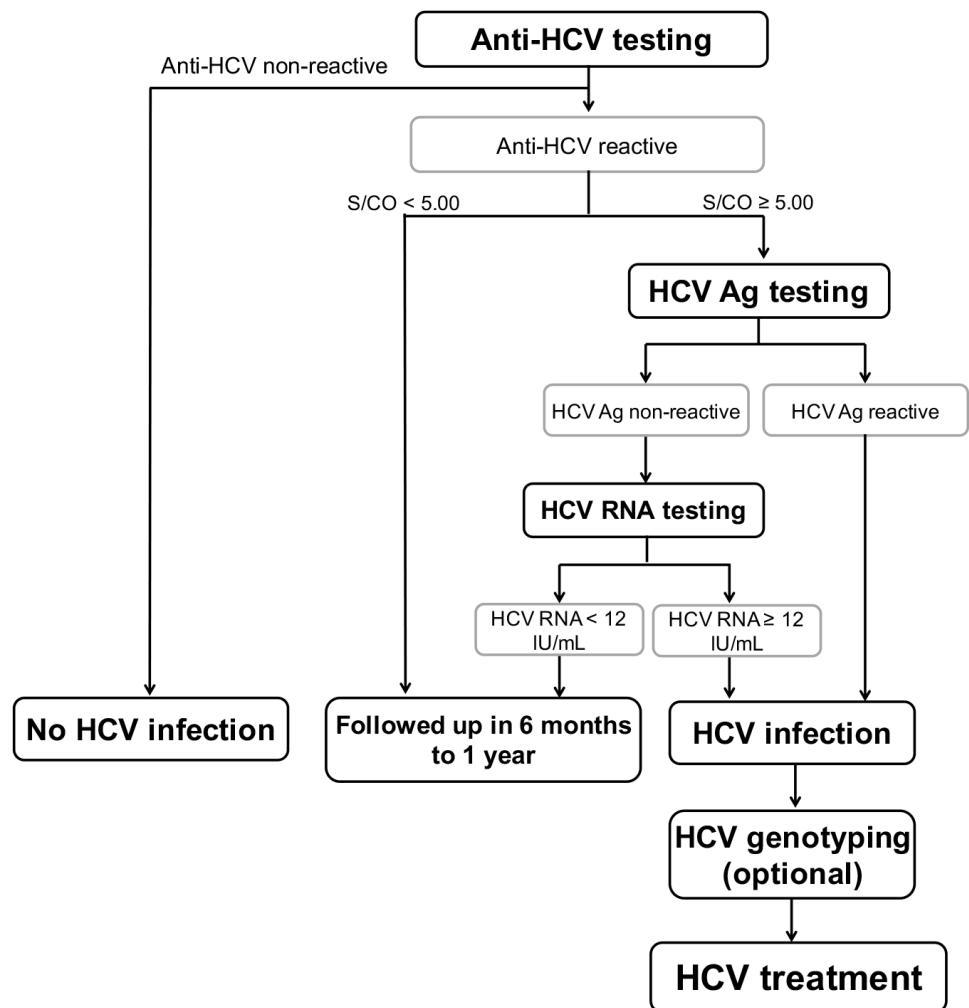 Anti-HCV testing
Anti-HCV non-reactive
Anti-HCV reactive
S/CO < 5.00
S/CO ≥ 5.00
HCV Ag testing
HCV Ag non-reactive
HCV Ag reactive
HCV RNA testing
HCV RNA < 12
IU/mL
HCV RNA ≥ 12
IU/mL
No HCV infection
Followed up in 6 months
to 1 year
HCV infection
HCV genotyping
(optional)
HCV treatment